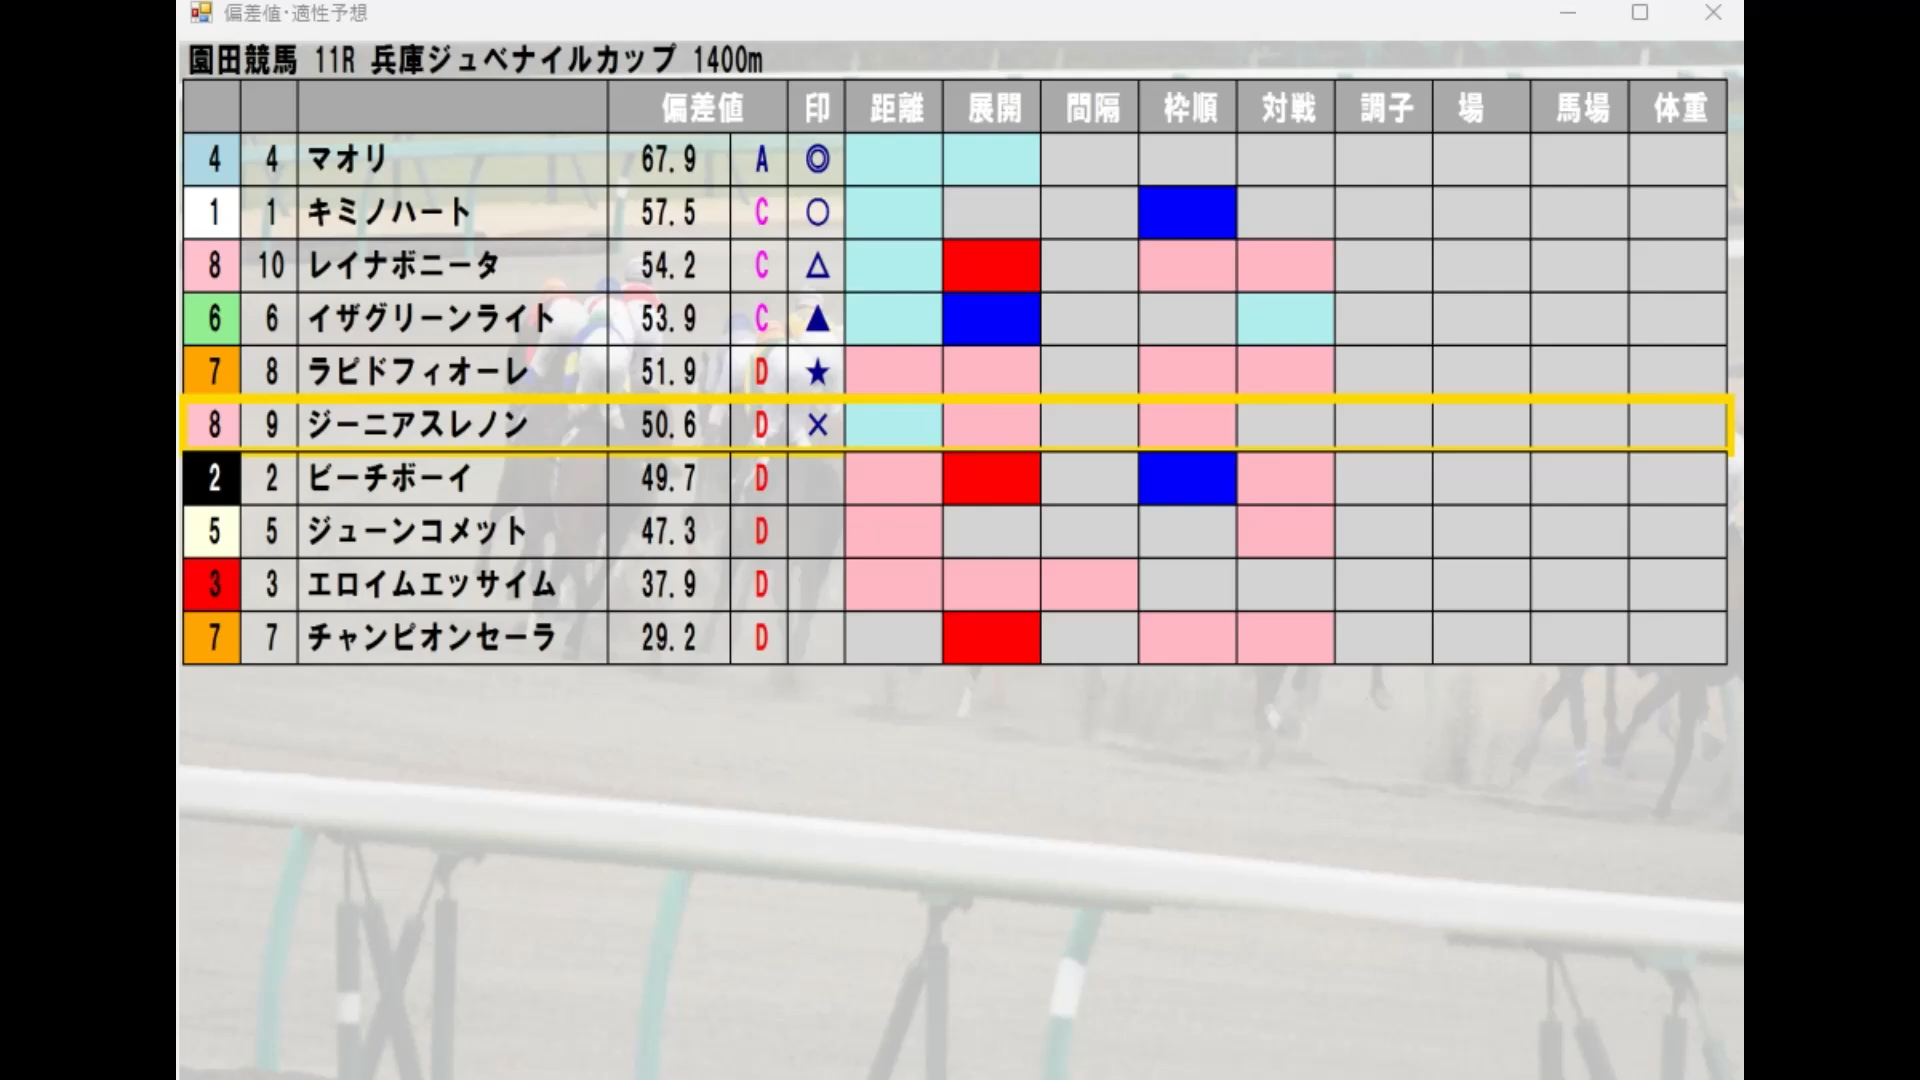 偏差値・適性予想
園田競馬 11R 兵庫ジュベナイルカップ 1400m
偏差値 印 距離 展開 間隔 枠順 対戦 調子 場 馬場 体重
4 4 マオリ 67.9 A ◎
1 1 キミノハート 57.5 C ○
8 10 レイナボニータ 54.2 C △
6 6 イザグリーンライト 53.9 C ▲
7 8 ラピドフィオーレ 51.9 D ★
8 9 ジーニアスレノン 50.6 D ×
2 2 ビーチボーイ 49.7 D
5 5 ジューンコメット 47.3 D
3 3 エロイムエッサイム 37.9 D
7 7 チャンピオンセーラ 29.2 D